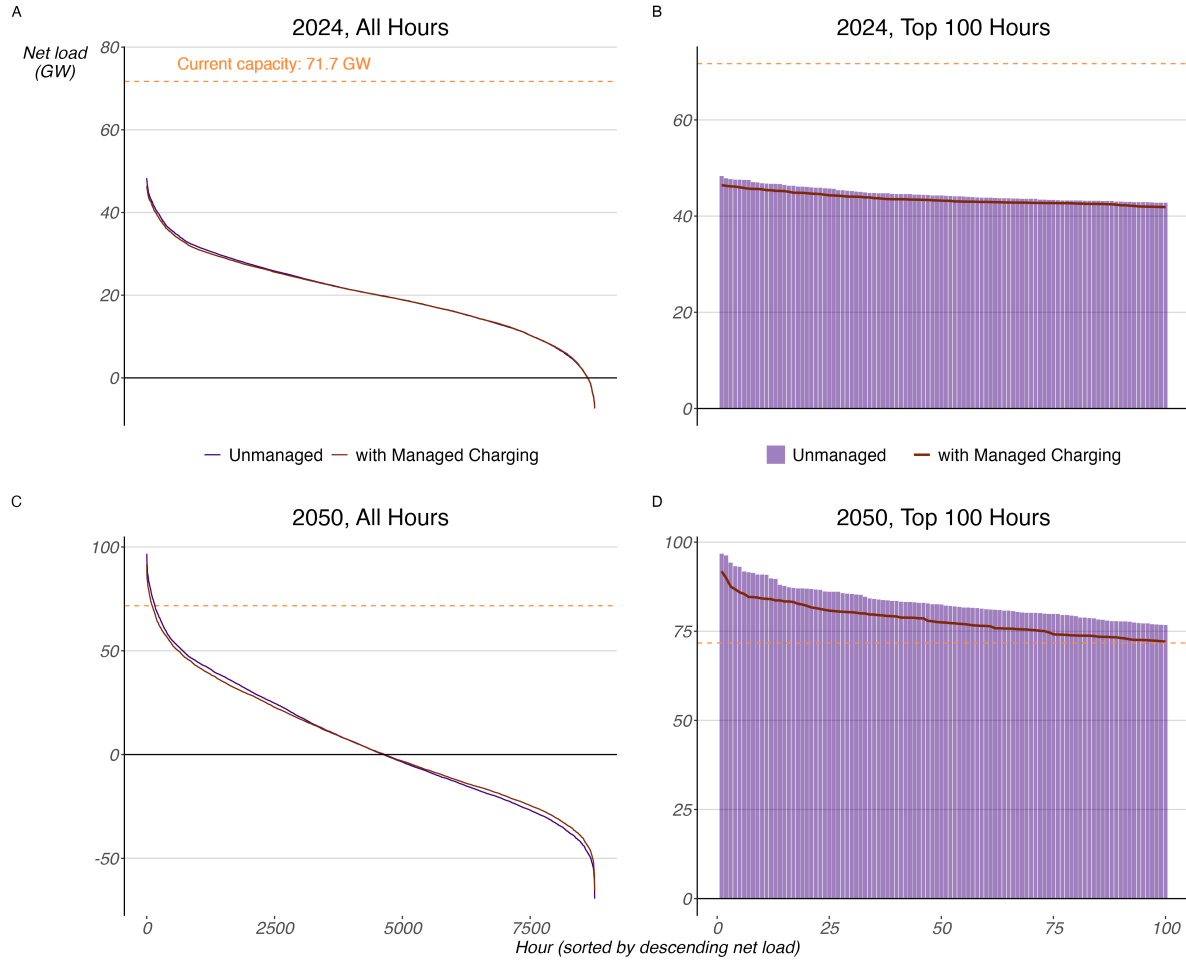 A
2024, All Hours
Net load
(GW)
80
Current capacity: 71.7 GW
60
40
20
0
Unmanaged with Managed Charging
B
2024, Top 100 Hours
60
40
20
0
Unmanaged with Managed Charging
C
2050, All Hours
100
50
0
-50
0 2500 5000 7500
D
2050, Top 100 Hours
100
75
50
25
0
0 25 50 75 100
Hour (sorted by descending net load)